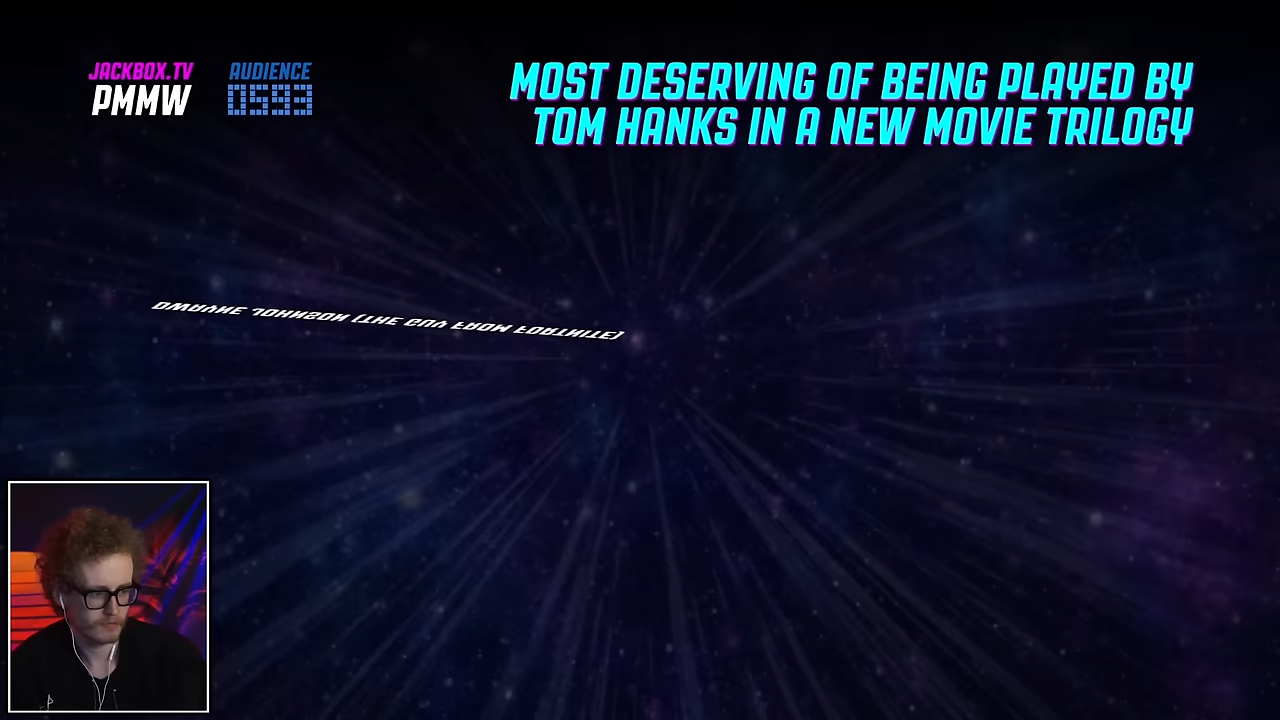 JACKBOX.TV
PMMW
AUDIENCE
0593
MOST DESERVING OF BEING PLAYED BY
TOM HANKS IN A NEW MOVIE TRILOGY
DWAYNE JOHNSON (THE GUY FROM FORTNITE)